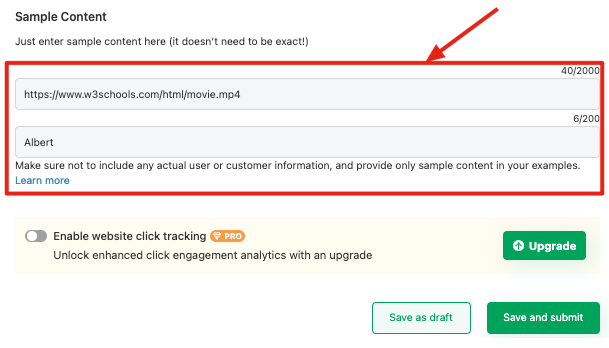 Sample Content
Just enter sample content here (it doesn't need to be exact!)
40/2000
https://www.w3schools.com/html/movie.mp4
6/200
Albert
Make sure not to include any actual user or customer information, and provide only sample content in your examples.
Learn more
Enable website click tracking PRO
Unlock enhanced click engagement analytics with an upgrade
Upgrade
Save as draft
Save and submit